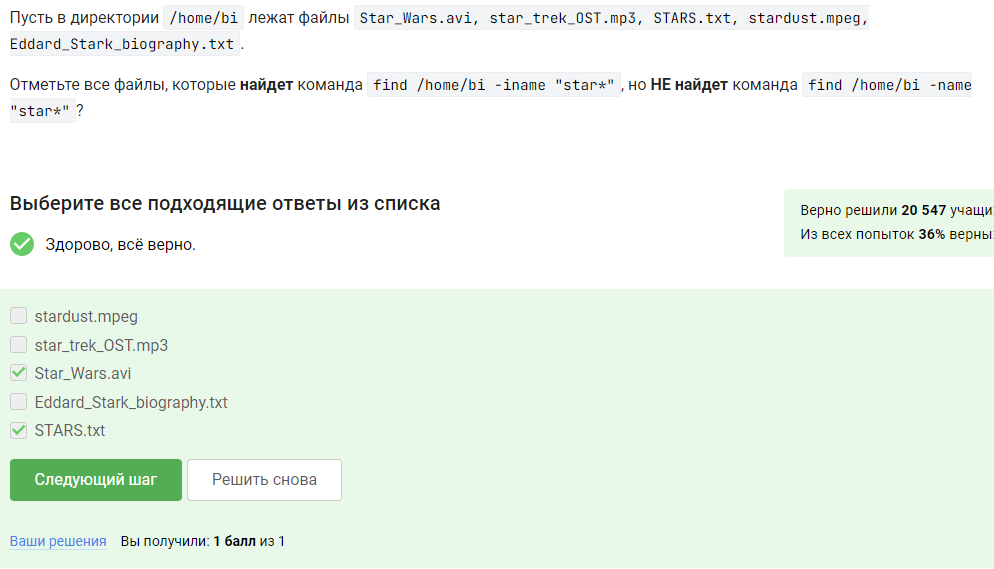 Пусть в директории /home/bi лежат файлы Star_Wars.avi, star_trek_OST.mp3, STARS.txt, stardust.mpeg,
Eddard_Stark_biography.txt.
Отметьте все файлы, которые найдет команда find /home/bi -iname "star*", но НЕ найдет команда find /home/bi -name
"star*"?
Выберите все подходящие ответы из списка
Здорово, всё верно.
Верно решили 20 547 учащи
Из всех попыток 36% верны
stardust.mpeg
star_trek_OST.mp3
Star_Wars.avi
Eddard_Stark_biography.txt
STARS.txt
Следующий шаг
Решить снова
Ваши решения Вы получили: 1 балл из 1